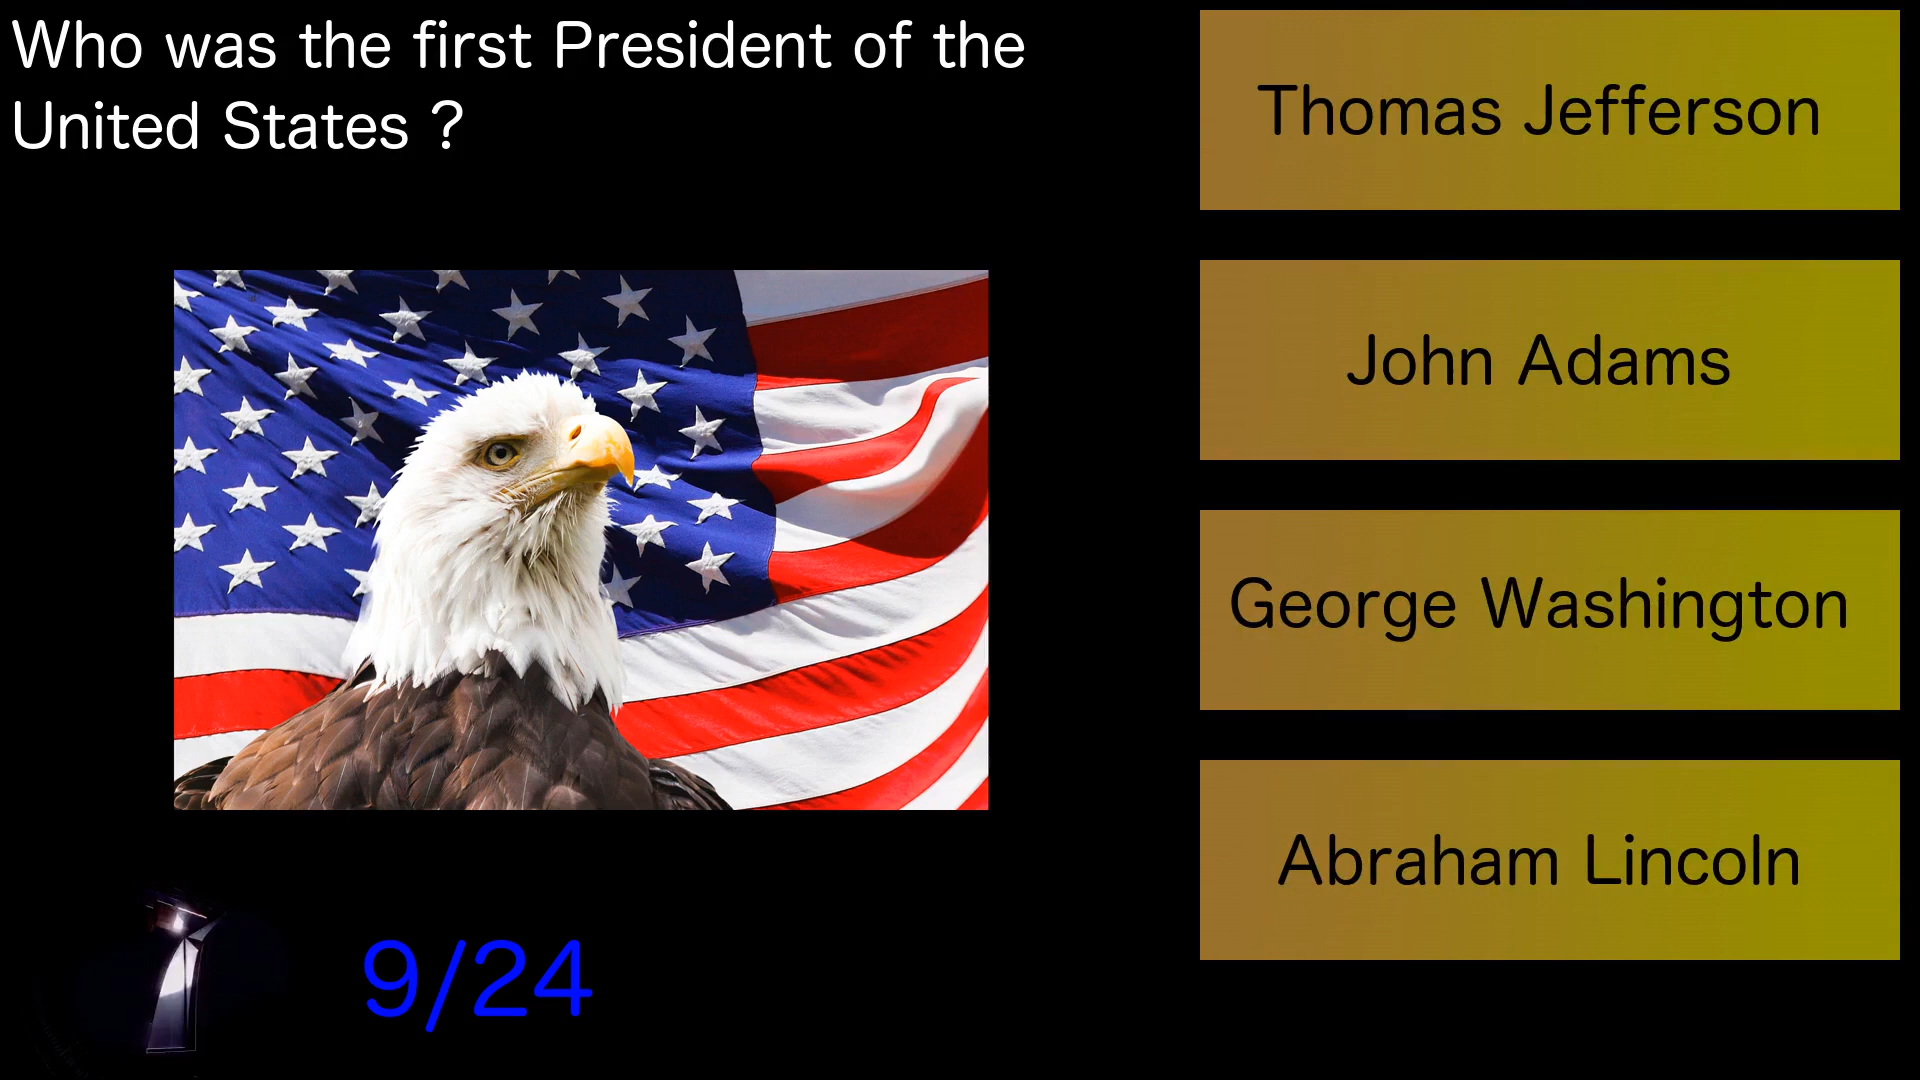 Who was the first President of the
United States ?
Thomas Jefferson
John Adams
George Washington
Abraham Lincoln
9/24